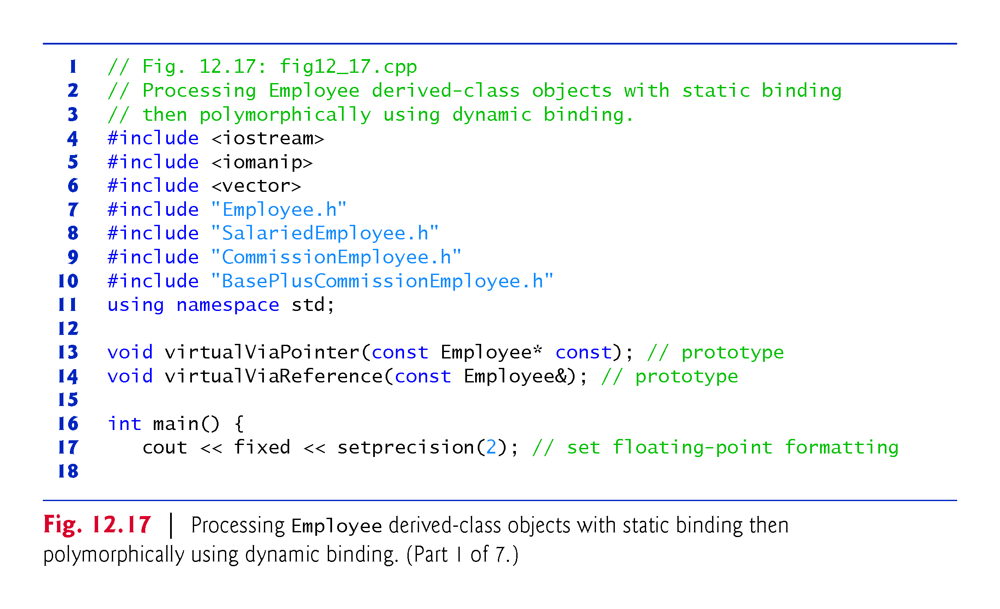 1 // Fig. 12.17: fig12_17.cpp
2 // Processing Employee derived-class objects with static binding
3 // then polymorphically using dynamic binding.
4 #include <iostream>
5 #include <iomanip>
6 #include <vector>
7 #include "Employee.h"
8 #include "SalariedEmployee.h"
9 #include "CommissionEmployee.h"
10 #include "BasePlusCommissionEmployee.h"
11 using namespace std;
12
13 void virtualViaPointer(const Employee* const); // prototype
14 void virtualViaReference(const Employee&); // prototype
15
16 int main() {
17    cout << fixed << setprecision(2); // set floating-point formatting
18
Fig. 12.17 | Processing Employee derived-class objects with static binding then
polymorphically using dynamic binding. (Part 1 of 7.)